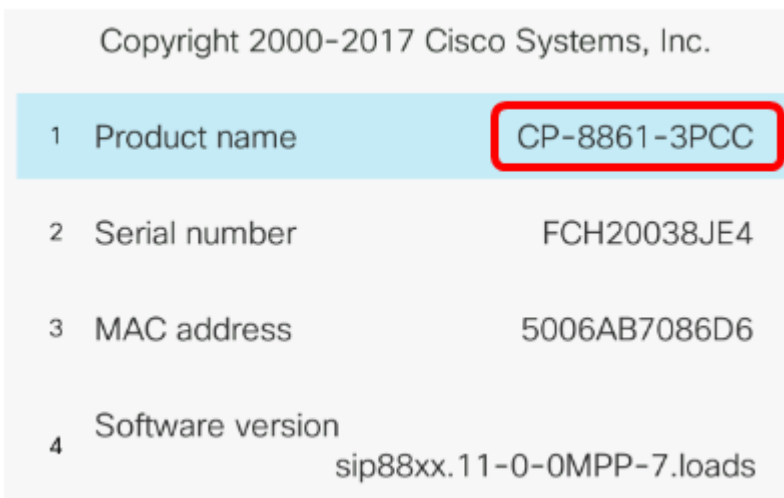 Copyright 2000-2017 Cisco Systems, Inc.
1 Product name CP-8861-3PCC
2 Serial number FCH20038JE4
3 MAC address 5006AB7086D6
4 Software version
sip88xx.11-0-0MPP-7.loads